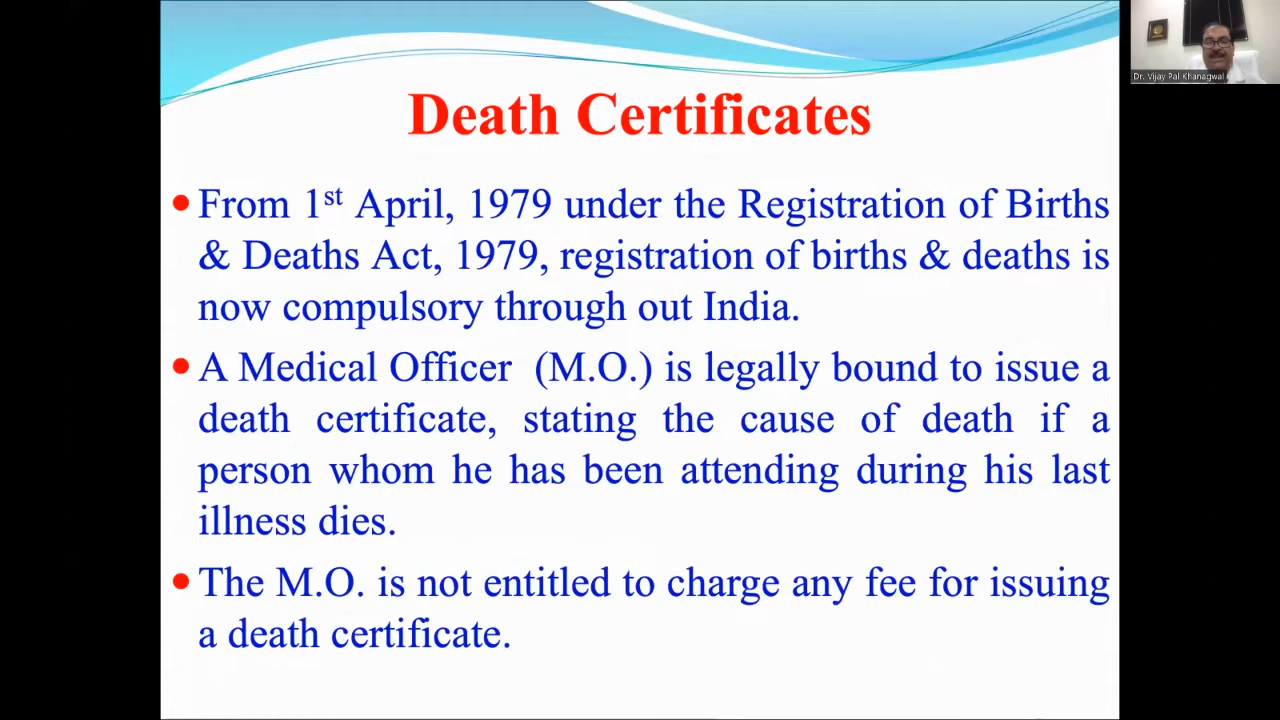 Dr. Vijay Pal Khanagwal
Death Certificates
• From 1st April, 1979 under the Registration of Births
& Deaths Act, 1979, registration of births & deaths is
now compulsory through out India.
• A Medical Officer (M.O.) is legally bound to issue a
death certificate, stating the cause of death if a
person whom he has been attending during his last
illness dies.
• The M.O. is not entitled to charge any fee for issuing
a death certificate.